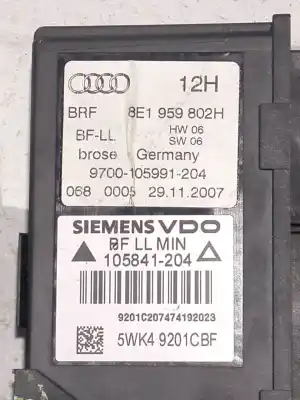 12H
BRF 8E1 959 802H
BF-LL HW 06
SW 06
brose Germany
9700-105991-204
068 0005 29.11.2007
SIEMENS VDO
BF LL MIN
105841-204
9201C207474192023
5WK4 9201CBF